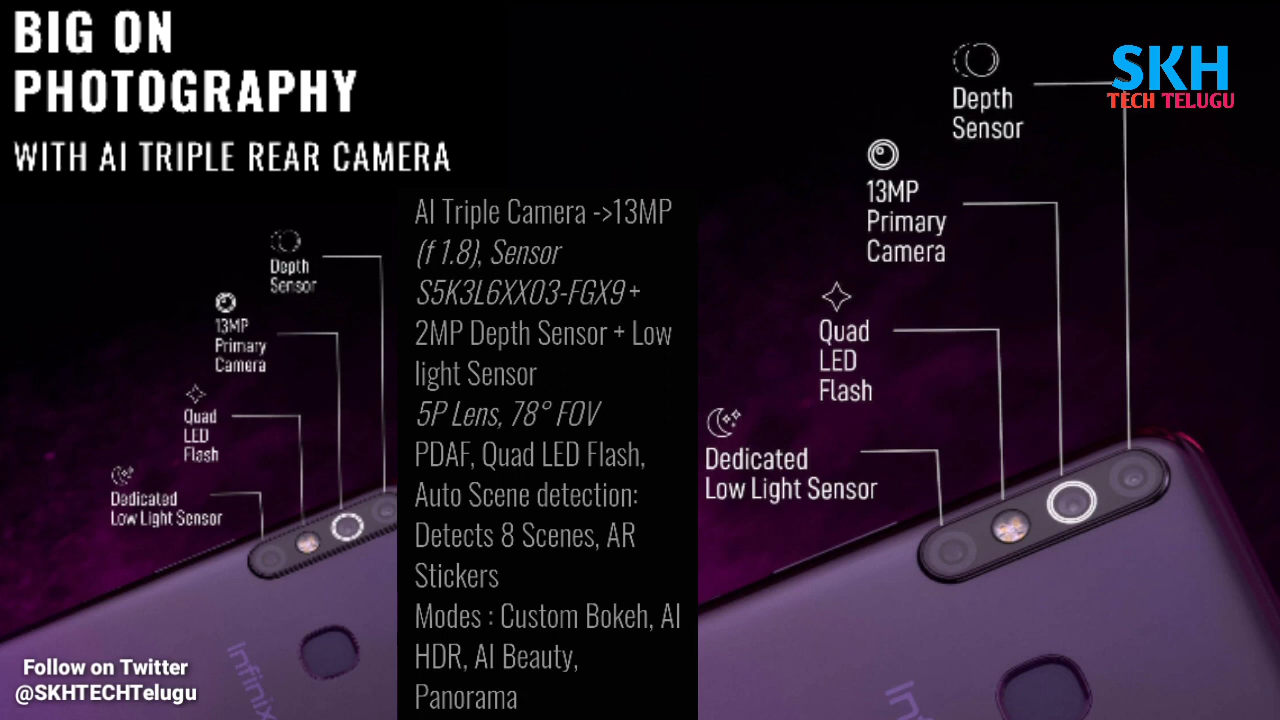 BIG ON
PHOTOGRAPHY
WITH AI TRIPLE REAR CAMERA
Depth
Sensor
13MP
Primary
Camera
Quad
LED
Flash
Dedicated
Low Light Sensor
Infinix
Follow on Twitter
@SKHTECHTelugu
AI Triple Camera ->13MP
(f 1.8), Sensor
S5K3L6XX03-FGX9 +
2MP Depth Sensor + Low
light Sensor
5P Lens, 78° FOV
PDAF, Quad LED Flash,
Auto Scene detection:
Detects 8 Scenes, AR
Stickers
Modes : Custom Bokeh, AI
HDR, AI Beauty,
Panorama
SKH
TECH TELUGU
Depth
Sensor
13MP
Primary
Camera
Quad
LED
Flash
Dedicated
Low Light Sensor